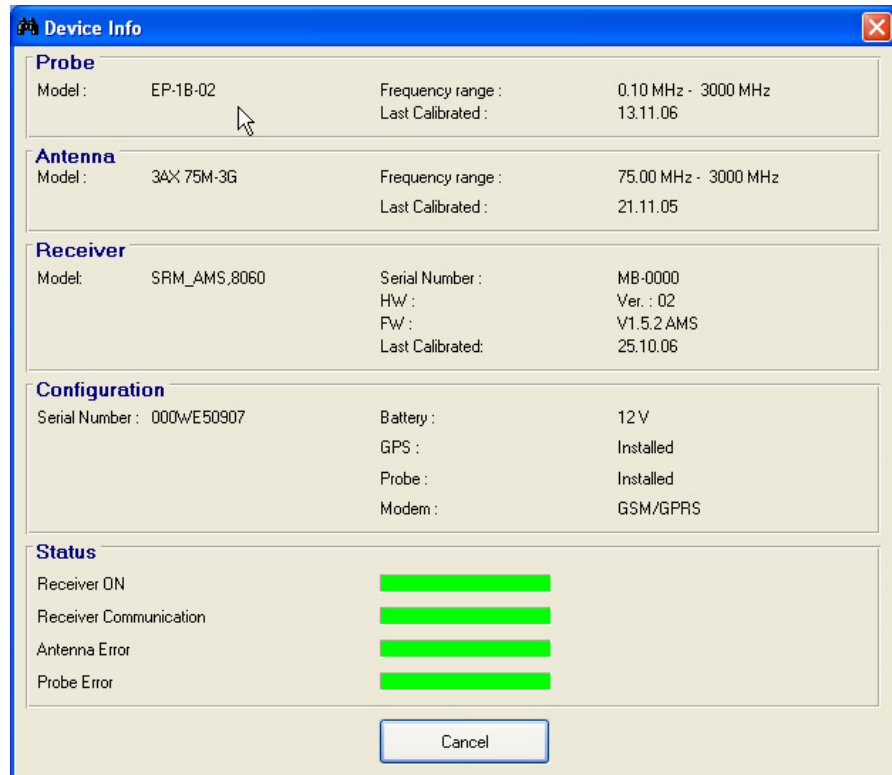 Device Info
Probe
Model : EP-1B-02 Frequency range : 0.10 MHz - 3000 MHz
Last Calibrated : 13.11.06
Antenna
Model : 3AX 75M-3G Frequency range : 75.00 MHz - 3000 MHz
Last Calibrated : 21.11.05
Receiver
Model: SRM_AMS,8060 Serial Number : MB-0000
HW : Ver. : 02
FW : V1.5.2 AMS
Last Calibrated: 25.10.06
Configuration
Serial Number : 000WE50907 Battery : 12 V
GPS : Installed
Probe : Installed
Modem : GSM/GPRS
Status
Receiver ON
Receiver Communication
Antenna Error
Probe Error
Cancel